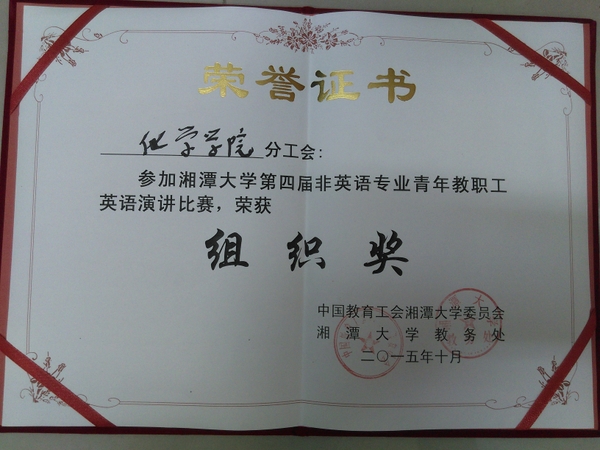 荣誉证书
化学学院分工会：
参加湘潭大学第四届非英语专业青年教职工
英语演讲比赛，荣获
组织奖
中国教育工会湘潭大学委员会
湘潭大学教务处
二〇一五年十月